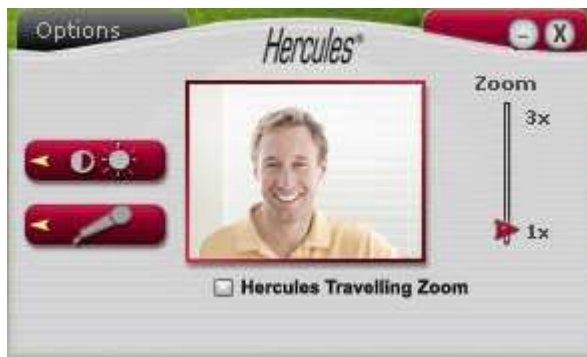 Options
Hercules®
X
Zoom
3x
1x
Hercules Travelling Zoom